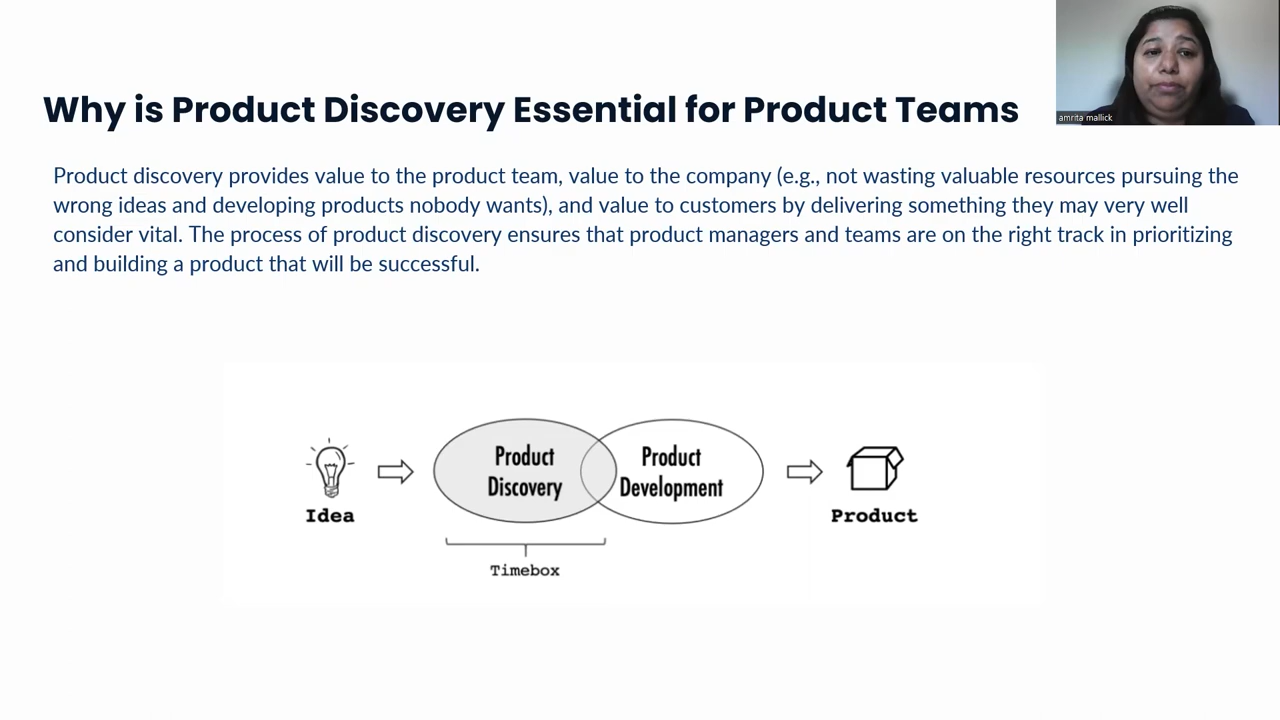 Why is Product Discovery Essential for Product Teams
amrita mallick
Product discovery provides value to the product team, value to the company (e.g., not wasting valuable resources pursuing the
wrong ideas and developing products nobody wants), and value to customers by delivering something they may very well
consider vital. The process of product discovery ensures that product managers and teams are on the right track in prioritizing
and building a product that will be successful.
Idea
Product
Discovery
Product
Development
Product
Timebox